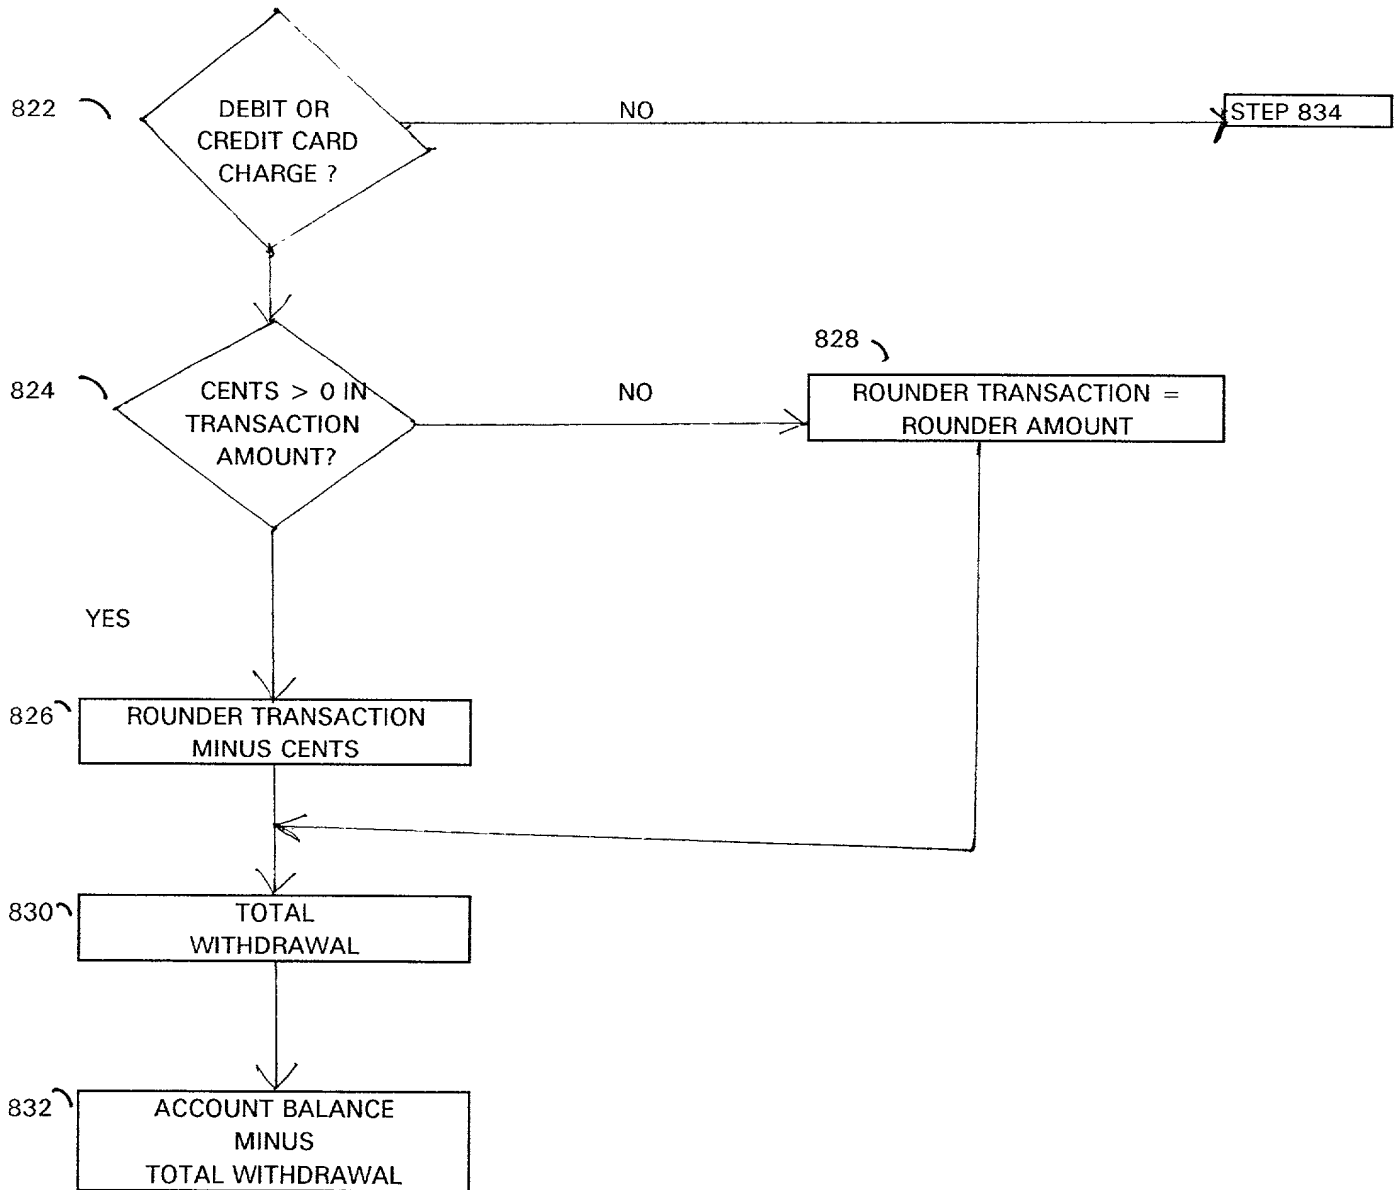 822
DEBIT OR
CREDIT CARD
CHARGE ?
NO
STEP 834
824
CENTS > 0 IN
TRANSACTION
AMOUNT?
NO
828
ROUNDER TRANSACTION =
ROUNDER AMOUNT
YES
826
ROUNDER TRANSACTION
MINUS CENTS
830
TOTAL
WITHDRAWAL
832
ACCOUNT BALANCE
MINUS
TOTAL WITHDRAWAL